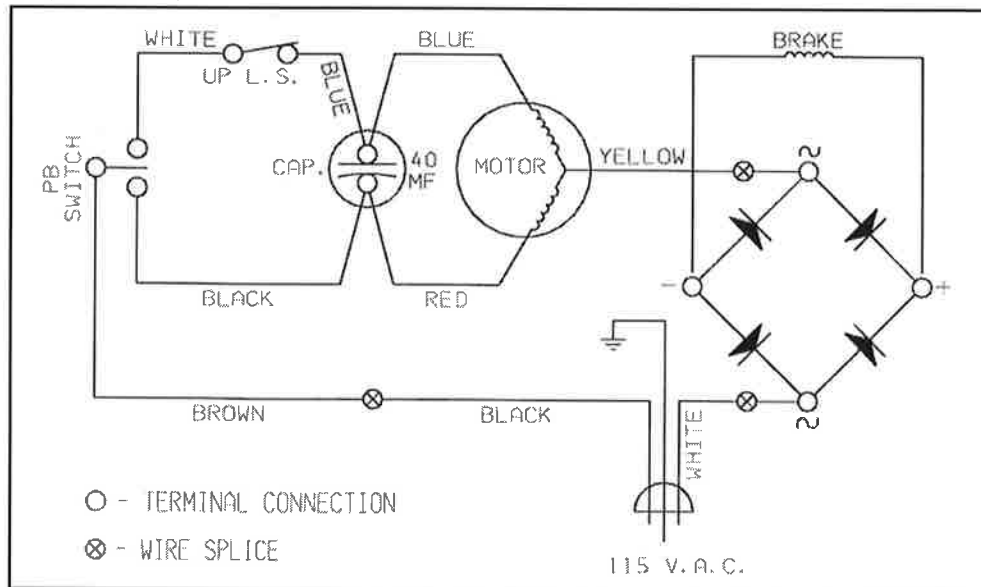 WHITE
UP L.S.
BLUE
BLUE
BRAKE
PB
SWITCH
CAP.
40
MF
MOTOR
YELLOW
-
+
BLACK
RED
BROWN
BLACK
WHITE
○ - TERMINAL CONNECTION
⊗ - WIRE SPLICE
115 V.A.C.